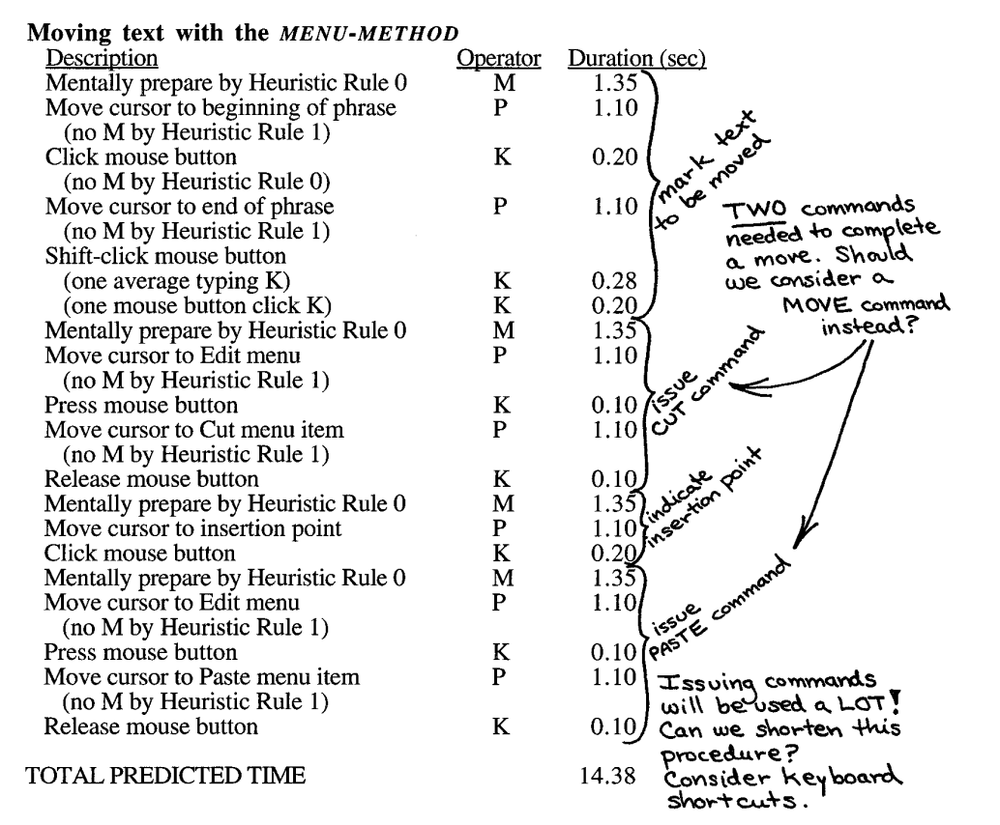 Moving text with the MENU-METHOD
Description Operator Duration (sec)
Mentally prepare by Heuristic Rule 0 M 1.35
Move cursor to beginning of phrase P 1.10
(no M by Heuristic Rule 1)
Click mouse button K 0.20
(no M by Heuristic Rule 0)
Move cursor to end of phrase P 1.10
(no M by Heuristic Rule 1)
Shift-click mouse button
(one average typing K) K 0.28
(one mouse button click K) K 0.20
Mentally prepare by Heuristic Rule 0 M 1.35
Move cursor to Edit menu P 1.10
(no M by Heuristic Rule 1)
Press mouse button K 0.10
Move cursor to Cut menu item P 1.10
(no M by Heuristic Rule 1)
Release mouse button K 0.10
Mentally prepare by Heuristic Rule 0 M 1.35
Move cursor to insertion point P 1.10
Click mouse button K 0.20
Mentally prepare by Heuristic Rule 0 M 1.35
Move cursor to Edit menu P 1.10
(no M by Heuristic Rule 1)
Press mouse button K 0.10
Move cursor to Paste menu item P 1.10
(no M by Heuristic Rule 1)
Release mouse button K 0.10
TOTAL PREDICTED TIME 14.38
mark text
to be moved
TWO commands
needed to complete
a move. Should
we consider a
MOVE command
instead?
issue
CUT command
indicate
insertion point
issue
PASTE command
Issuing commands
will be used a LOT!
Can we shorten this
procedure?
Consider keyboard
shortcuts.